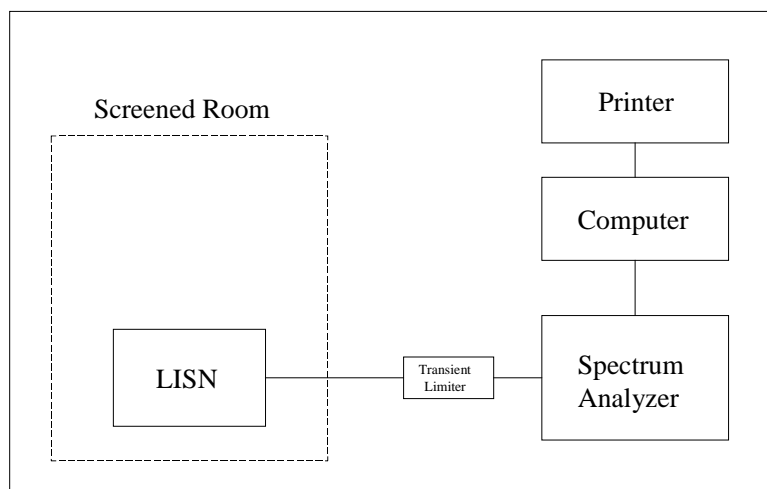 Screened Room
Printer
Computer
LISN
Transient
Limiter
Spectrum
Analyzer